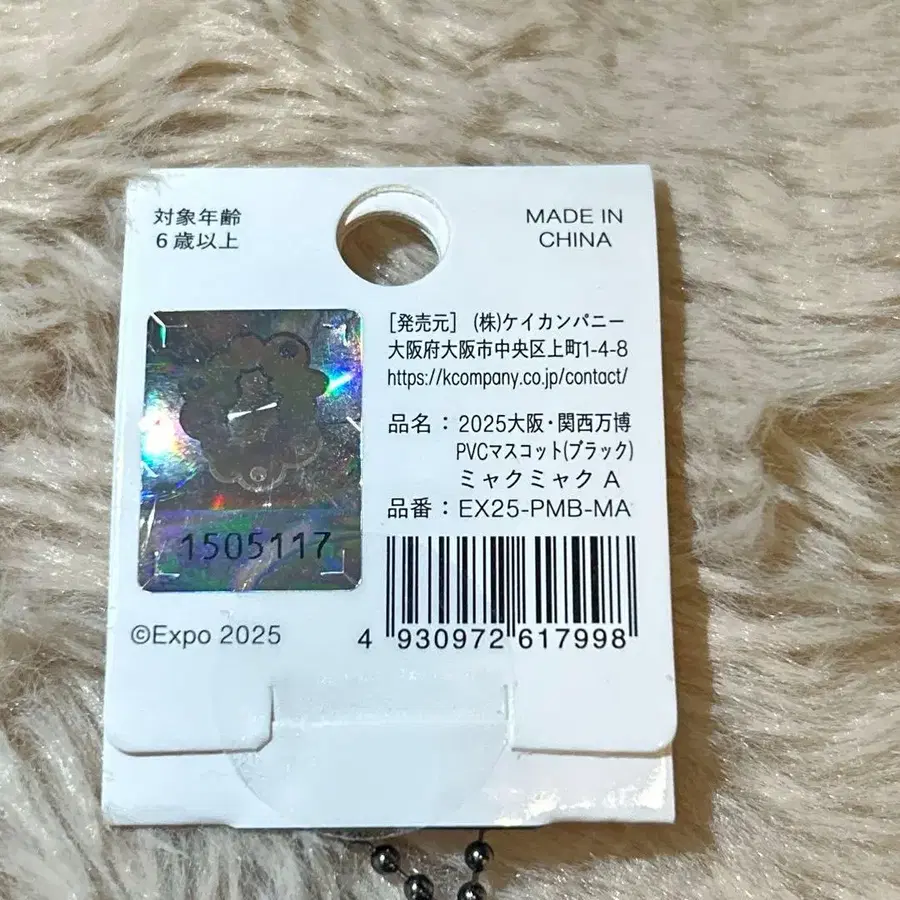 対象年齢
6歳以上
MADE IN
CHINA
[発売元] (株)ケイカンパニー
大阪府大阪市中央区上町1-4-8
https://kcompany.co.jp/contact/
品名：2025大阪・関西万博
PVCマスコット(ブラック)
ミャクミャク A
品番：EX25-PMB-MA
1505117
©Expo 2025
4 930972 617998